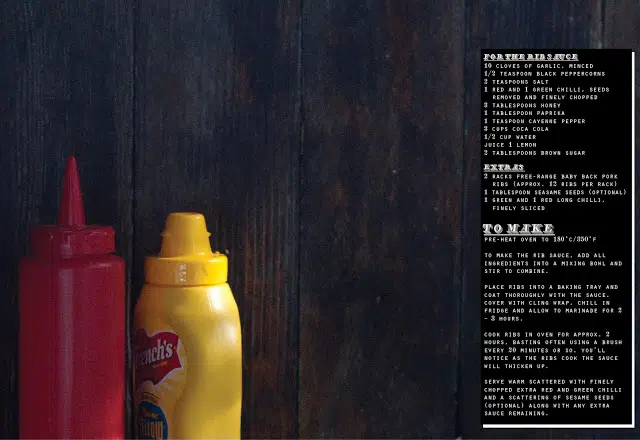 FOR THE RIB SAUCE
10 CLOVES OF GARLIC, MINCED
1/2 TEASPOON BLACK PEPPERCORNS
2 TEASPOONS SALT
1 RED AND 1 GREEN CHILLI, SEEDS
REMOVED AND FINELY CHOPPED
3 TABLESPOONS HONEY
1 TABLESPOON PAPRIKA
1 TEASPOON CAYENNE PEPPER
3 CUPS COCA COLA
1/2 CUP WATER
JUICE 1 LEMON
2 TABLESPOONS BROWN SUGAR
EXTRAS
2 RACKS FREE-RANGE BABY BACK PORK
RIBS (APPROX. 12 RIBS PER RACK)
1 TABLESPOON SEASAME SEEDS (OPTIONAL)
1 GREEN AND 1 RED LONG CHILLI,
FINELY SLICED
TO MAKE
PRE-HEAT OVEN TO 180°C/350°F
TO MAKE THE RIB SAUCE, ADD ALL
INGREDIENTS INTO A MIXING BOWL AND
STIR TO COMBINE.
PLACE RIBS INTO A BAKING TRAY AND
COAT THOROUGHLY WITH THE SAUCE.
COVER WITH CLING WRAP, CHILL IN
FRIDGE AND ALLOW TO MARINADE FOR 2
- 3 HOURS.
COOK RIBS IN OVEN FOR APPROX. 2
HOURS, BASTING OFTEN USING A BRUSH
EVERY 20 MINUTES OR SO. YOU'LL
NOTICE AS THE RIBS COOK THE SAUCE
WILL THICKEN UP.
SERVE WARM SCATTERED WITH FINELY
CHOPPED EXTRA RED AND GREEN CHILLI
AND A SCATTERING OF SESAME SEEDS
(OPTIONAL) ALONG WITH ANY EXTRA
SAUCE REMAINING.
ench's